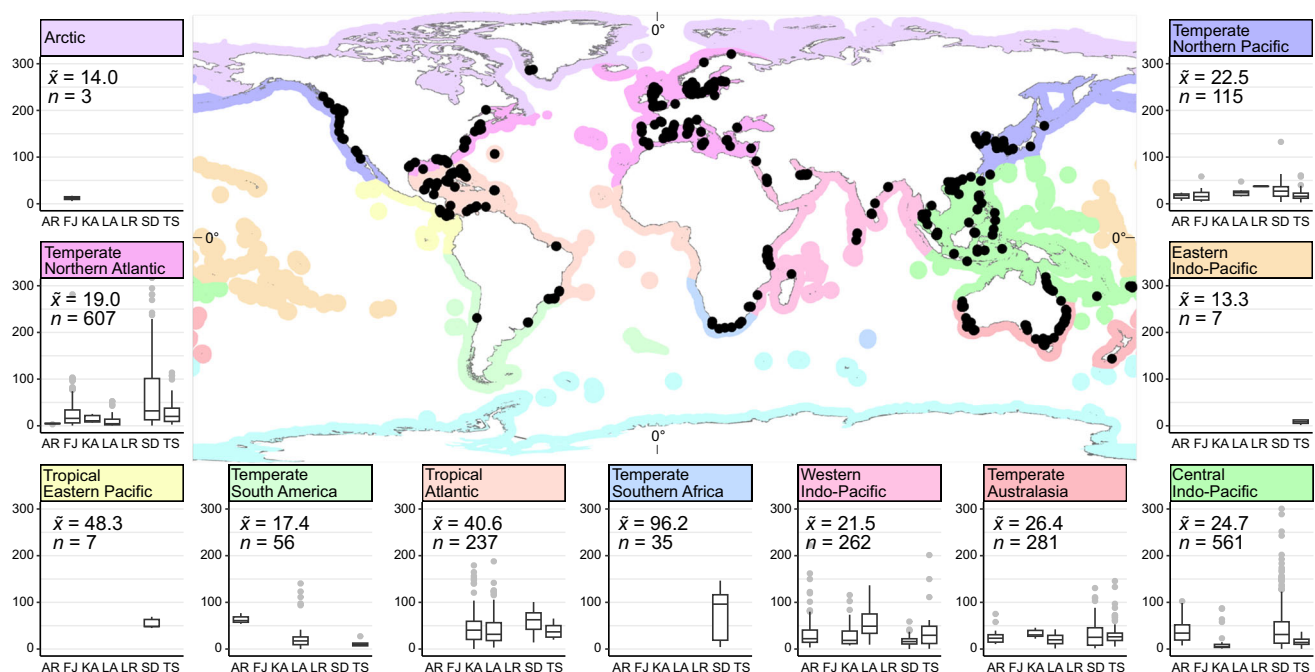 Arctic
x̃ = 14.0
n = 3
300
200
100
0
AR FJ KA LA LR SD TS
0°
Temperate
Northern Pacific
x̃ = 22.5
n = 115
300
200
100
0
AR FJ KA LA LR SD TS
Temperate
Northern Atlantic
x̃ = 19.0
n = 607
300
200
100
0
AR FJ KA LA LR SD TS
0°
0°
0°
Eastern
Indo-Pacific
x̃ = 13.3
n = 7
300
200
100
0
AR FJ KA LA LR SD TS
Tropical
Eastern Pacific
x̃ = 48.3
n = 7
300
200
100
0
AR FJ KA LA LR SD TS
Temperate
South America
x̃ = 17.4
n = 56
300
200
100
0
AR FJ KA LA LR SD TS
Tropical
Atlantic
x̃ = 40.6
n = 237
300
200
100
0
AR FJ KA LA LR SD TS
Temperate
Southern Africa
x̃ = 96.2
n = 35
300
200
100
0
AR FJ KA LA LR SD TS
Western
Indo-Pacific
x̃ = 21.5
n = 262
300
200
100
0
AR FJ KA LA LR SD TS
Temperate
Australasia
x̃ = 26.4
n = 281
300
200
100
0
AR FJ KA LA LR SD TS
Central
Indo-Pacific
x̃ = 24.7
n = 561
300
200
100
0
AR FJ KA LA LR SD TS